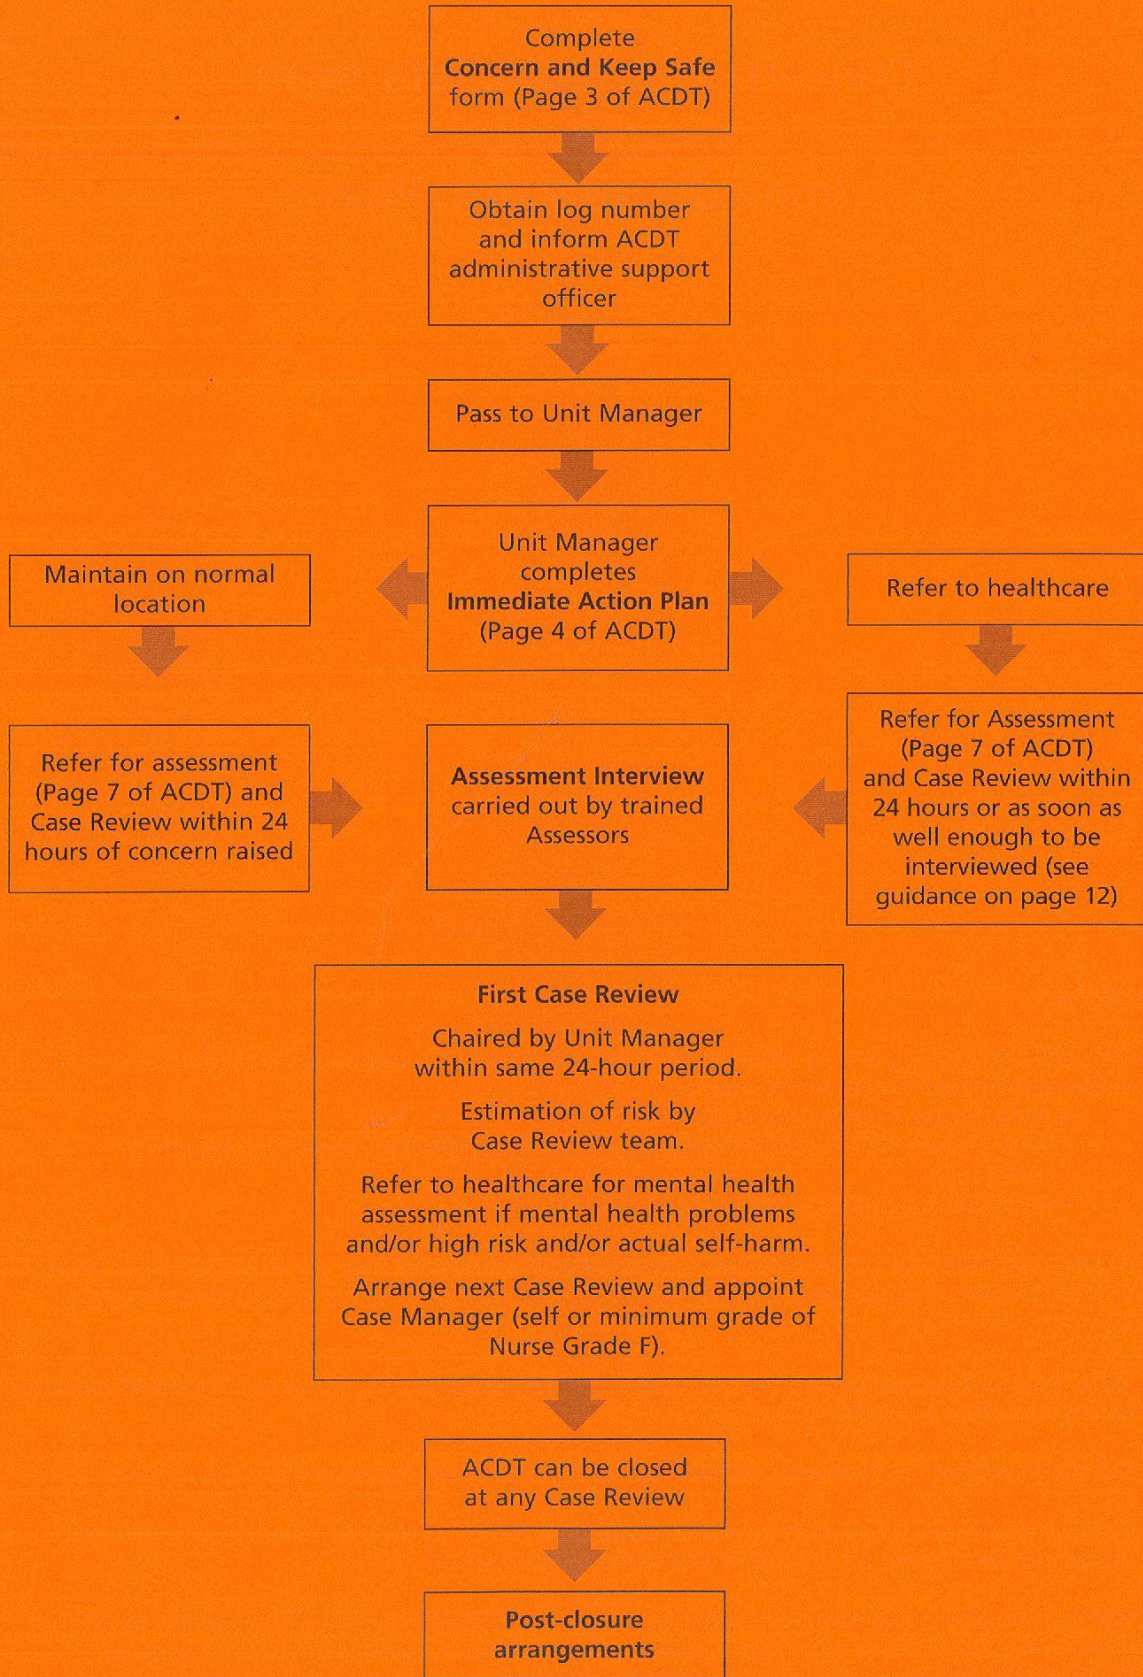 Complete
Concern and Keep Safe
form (Page 3 of ACDT)
Obtain log number
and inform ACDT
administrative support
officer
Pass to Unit Manager
Unit Manager
completes
Immediate Action Plan
(Page 4 of ACDT)
Maintain on normal
location
Refer to healthcare
Refer for assessment
(Page 7 of ACDT) and
Case Review within 24
hours of concern raised
Assessment Interview
carried out by trained
Assessors
Refer for Assessment
(Page 7 of ACDT)
and Case Review within
24 hours or as soon as
well enough to be
interviewed (see
guidance on page 12)
First Case Review
Chaired by Unit Manager
within same 24-hour period.
Estimation of risk by
Case Review team.
Refer to healthcare for mental health
assessment if mental health problems
and/or high risk and/or actual self-harm.
Arrange next Case Review and appoint
Case Manager (self or minimum grade of
Nurse Grade F).
ACDT can be closed
at any Case Review
Post-closure
arrangements